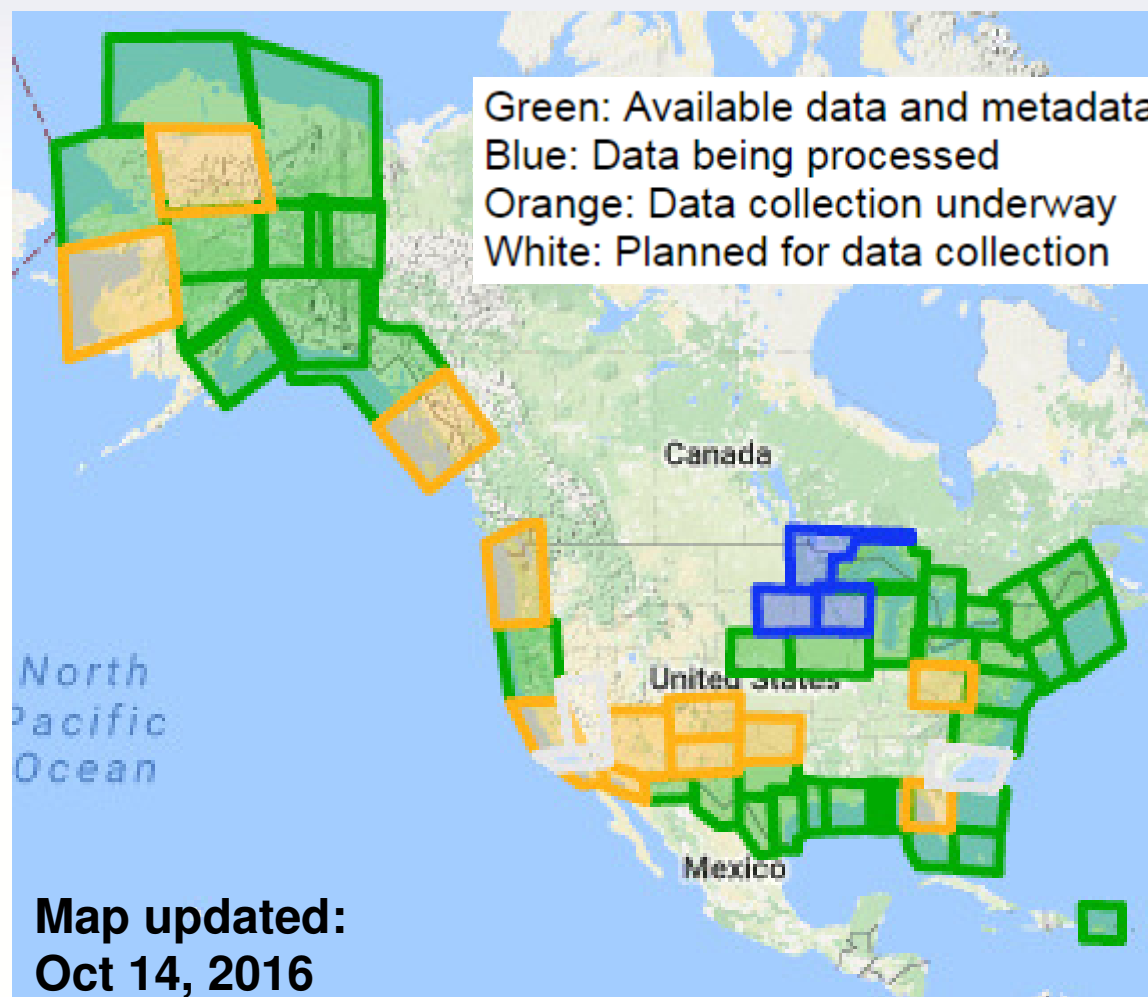 Green: Available data and metadata
Blue: Data being processed
Orange: Data collection underway
White: Planned for data collection
Canada
United States
North
Pacific
Ocean
Mexico
Map updated:
Oct 14, 2016